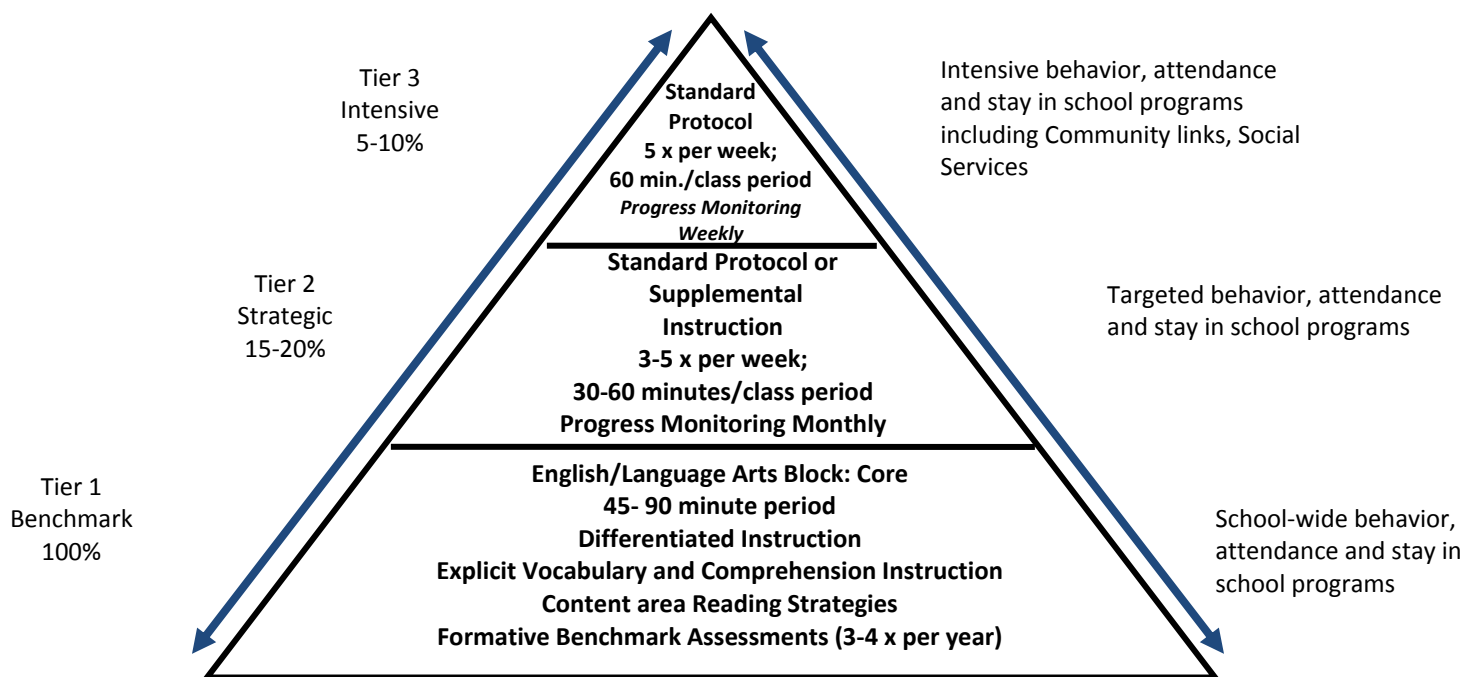 Tier 3
Intensive
5-10%
Standard
Protocol
5 x per week;
60 min./class period
Progress Monitoring
Weekly
Intensive behavior, attendance
and stay in school programs
including Community links, Social
Services
Tier 2
Strategic
15-20%
Standard Protocol or
Supplemental
Instruction
3-5 x per week;
30-60 minutes/class period
Progress Monitoring Monthly
Targeted behavior, attendance
and stay in school programs
Tier 1
Benchmark
100%
English/Language Arts Block: Core
45- 90 minute period
Differentiated Instruction
Explicit Vocabulary and Comprehension Instruction
Content area Reading Strategies
Formative Benchmark Assessments (3-4 x per year)
School-wide behavior,
attendance and stay in
school programs